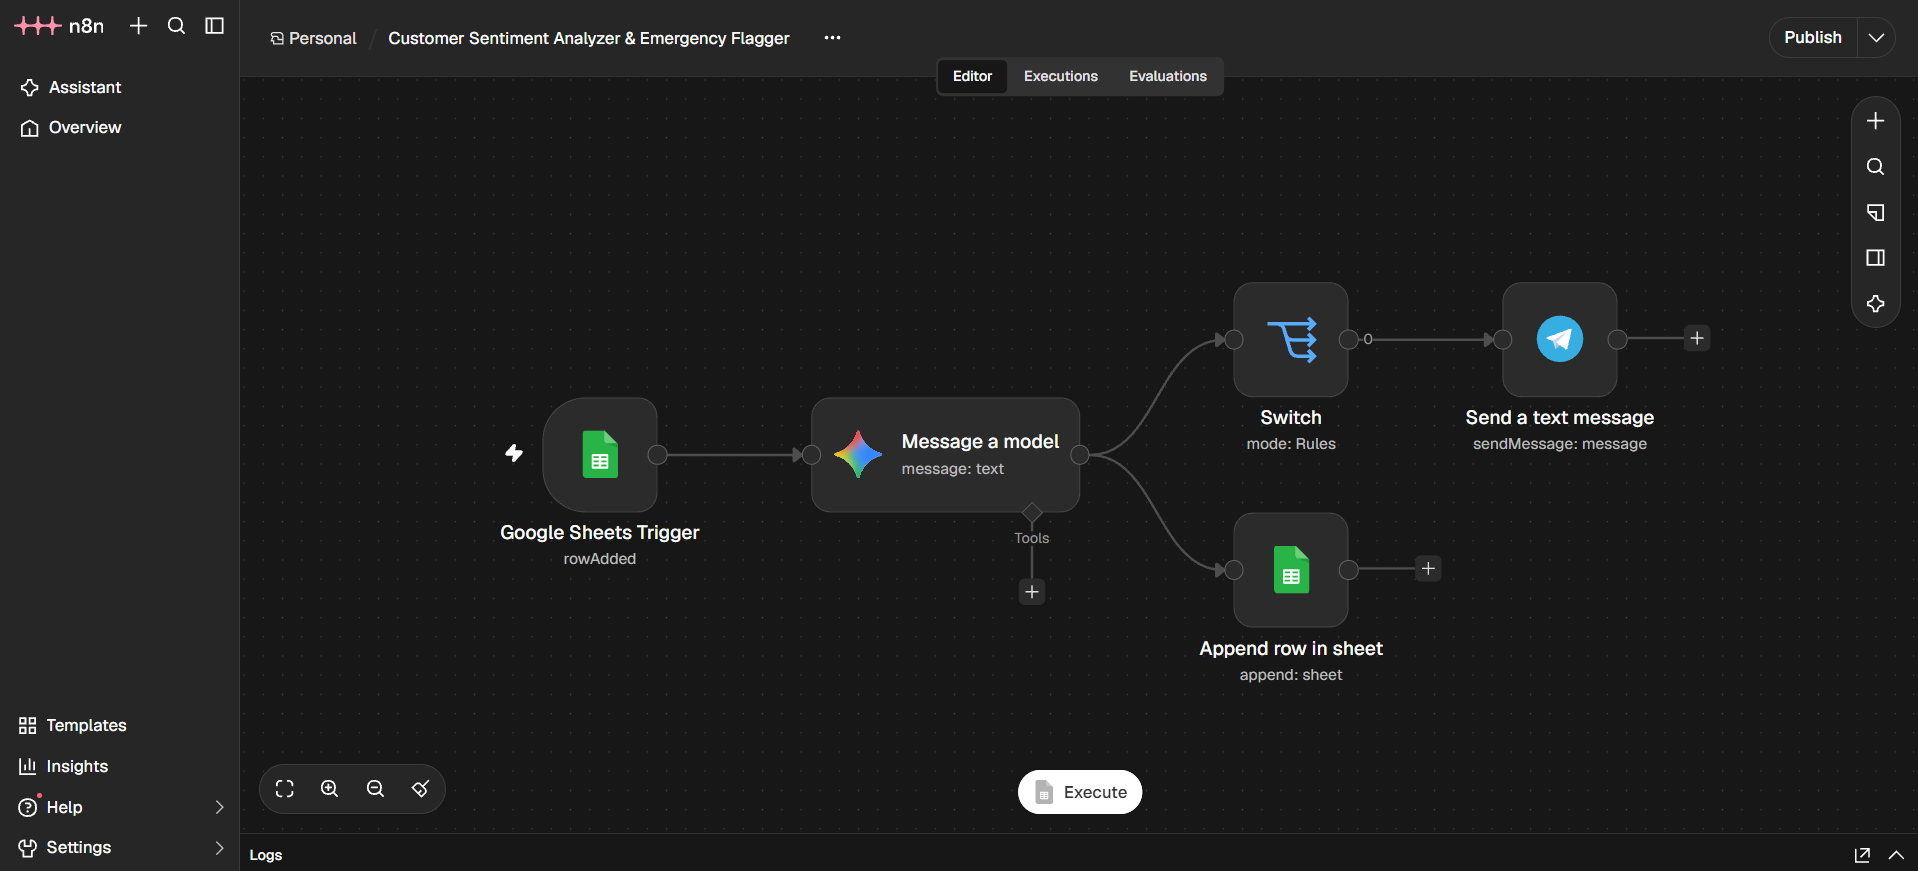 n8n
Personal / Customer Sentiment Analyzer & Emergency Flagger ...
Publish
Editor Executions Evaluations
Assistant
Overview
Google Sheets Trigger
rowAdded
Message a model
message: text
Tools
0
Switch
mode: Rules
Send a text message
sendMessage: message
Append row in sheet
append: sheet
Templates
Insights
Help
Settings
Execute
Logs